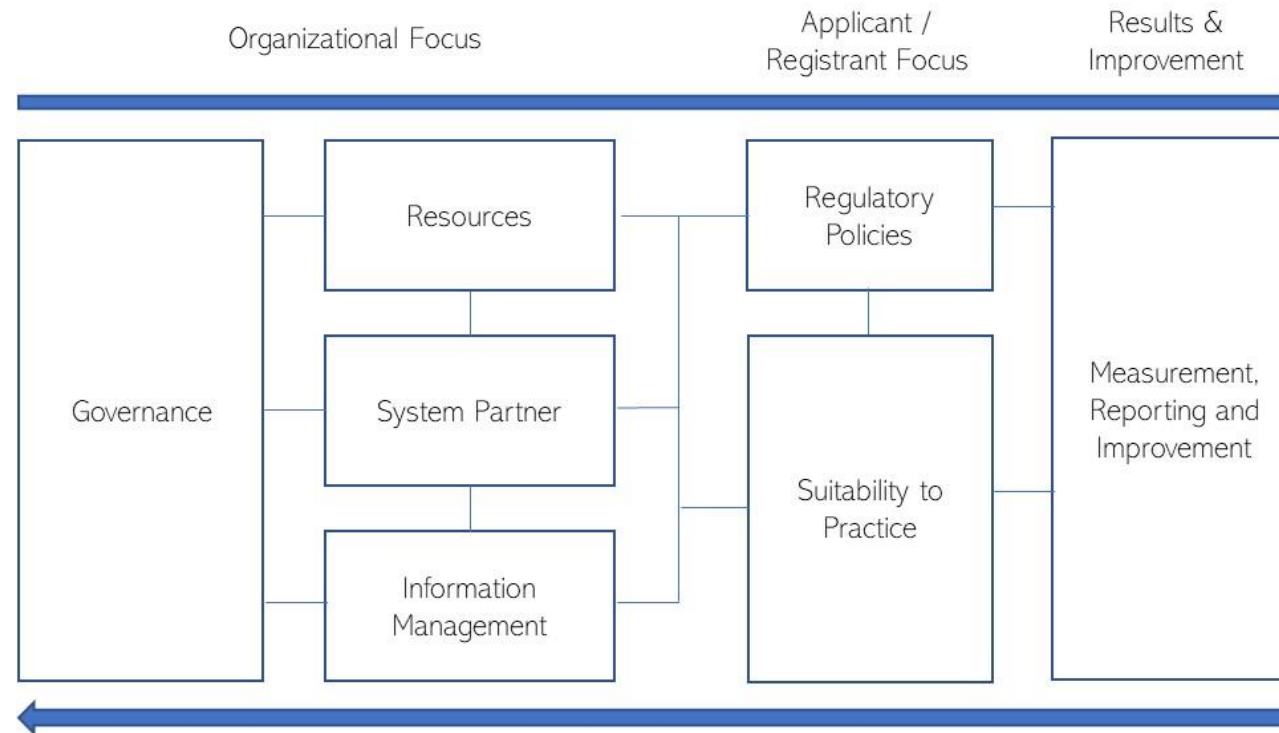 Organizational Focus
Applicant /
Registrant Focus
Results &
Improvement
Governance
Resources
System Partner
Information
Management
Regulatory
Policies
Suitability to
Practice
Measurement,
Reporting and
Improvement